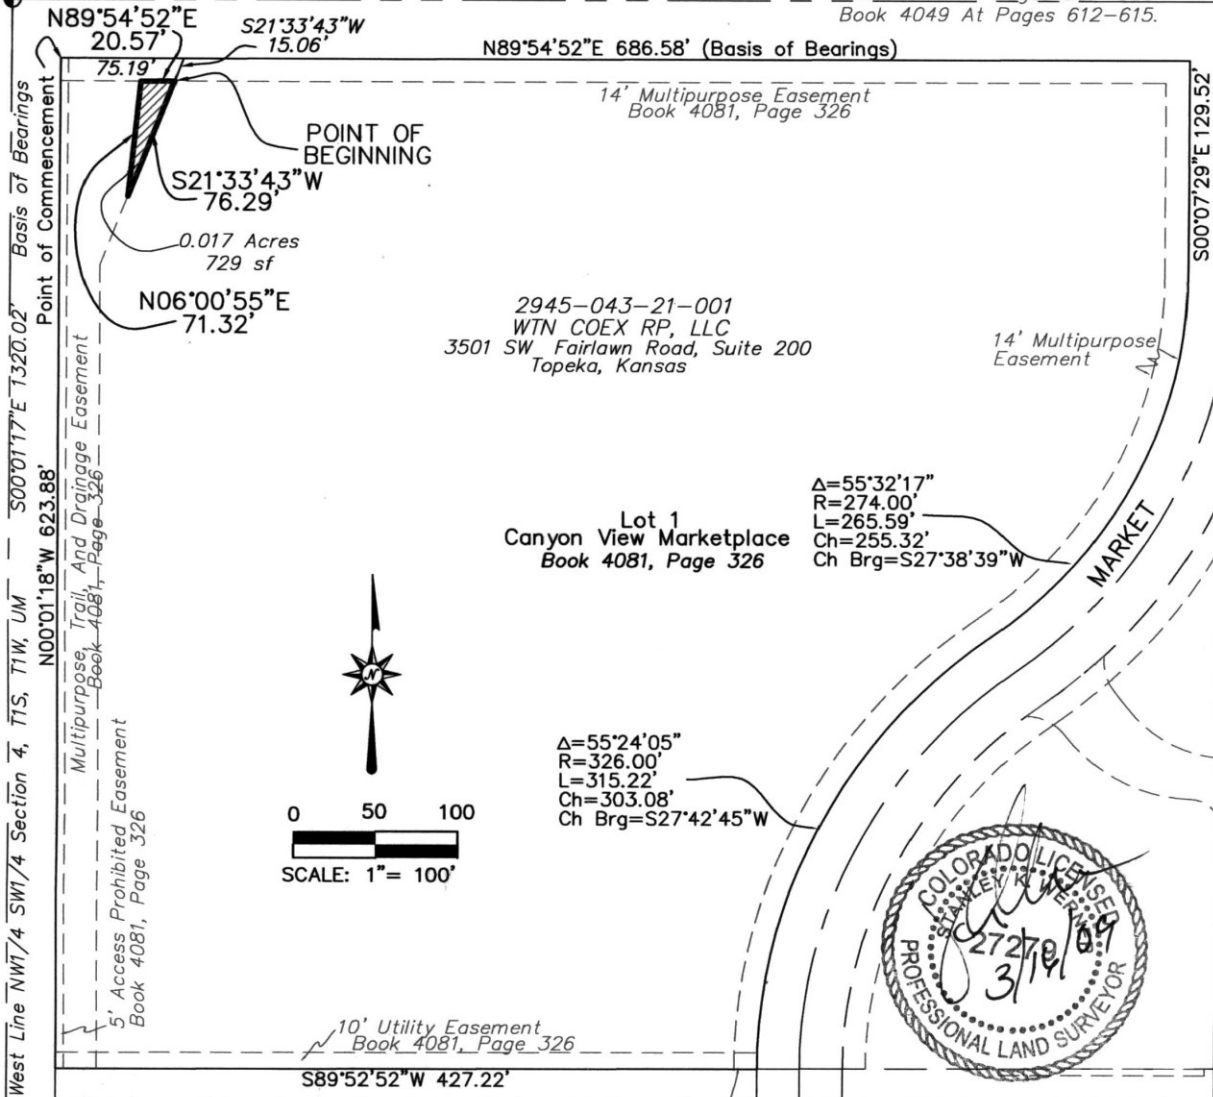 Book 4049 At Pages 612-615.
N89°54'52"E
20.57'
S21°33'43"W
15.06'
75.19'
N89°54'52"E 686.58' (Basis of Bearings)
14' Multipurpose Easement
Book 4081, Page 326
POINT OF
BEGINNING
S21°33'43"W
76.29'
0.017 Acres
729 sf
N06°00'55"E
71.32'
Basis of Bearings
Point of Commencement
S00°07'29"E 129.52'
2945-043-21-001
WTN COEX RP, LLC
3501 SW Fairlawn Road, Suite 200
Topeka, Kansas
14' Multipurpose
Easement
West Line NW1/4 SW1/4 Section 4, T1S, T1W, UM — S00°01'17"E 1320.02'
N00°01'18"W 623.88'
Multipurpose, Trail, And Drainage Easement
Book 4081, Page 326
Lot 1
Canyon View Marketplace
Book 4081, Page 326
Δ=55°32'17"
R=274.00'
L=265.59'
Ch=255.32'
Ch Brg=S27°38'39"W
MARKET
N
Δ=55°24'05"
R=326.00'
L=315.22'
Ch=303.08'
Ch Brg=S27°42'45"W
0 50 100
SCALE: 1"= 100'
5' Access Prohibited Easement
Book 4081, Page 326
COLORADO LICENSED
STANLEY K.
PROFESSIONAL LAND SURVEYOR
10' Utility Easement
Book 4081, Page 326
S89°52'52"W 427.22'